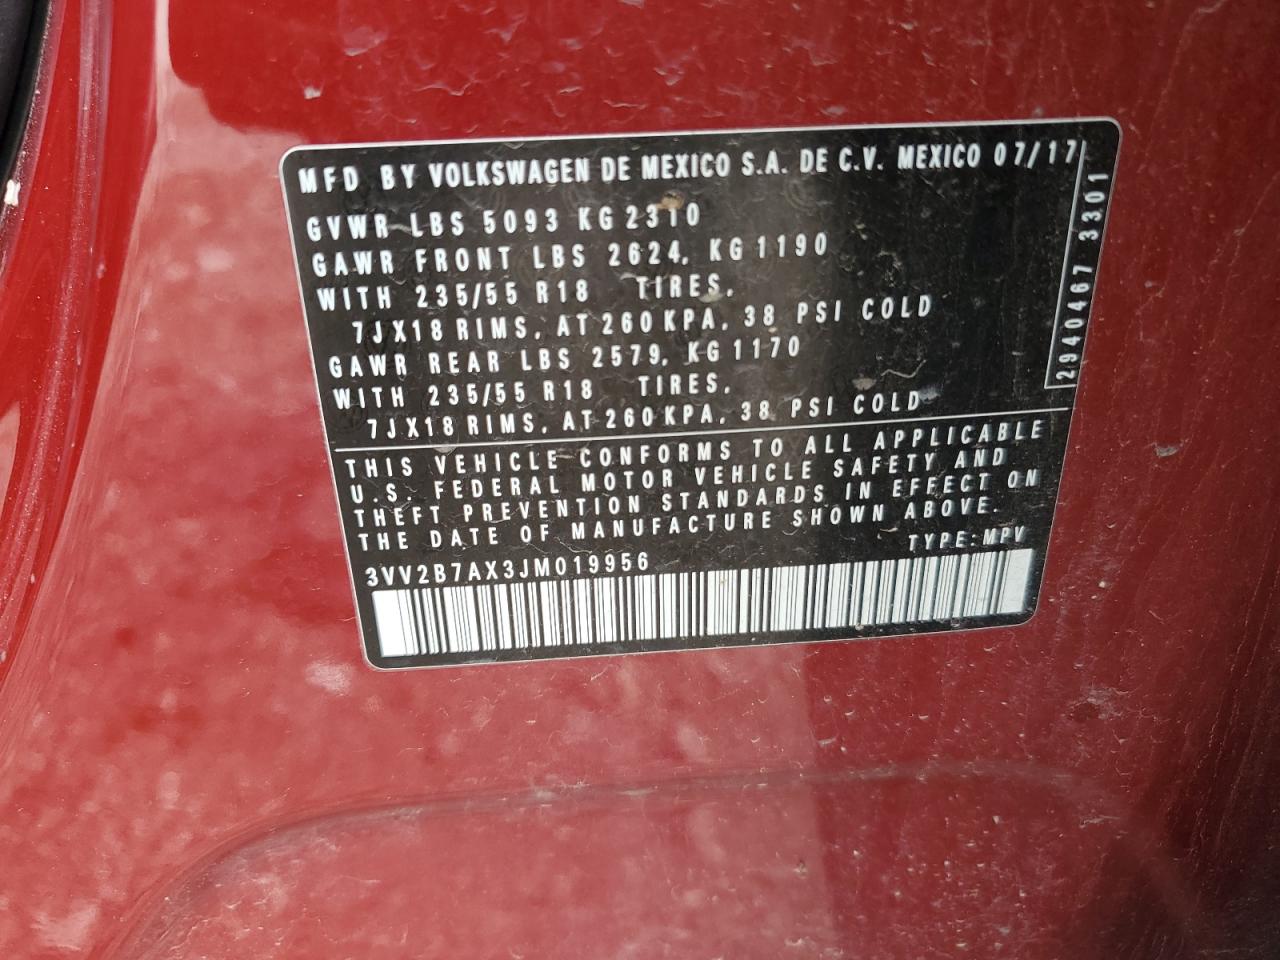 MFD BY VOLKSWAGEN DE MEXICO S.A. DE C.V. MEXICO 07/17
GVWR LBS 5093 KG 2310
GAWR FRONT LBS 2624, KG 1190
WITH 235/55 R18 TIRES,
7JX18 RIMS, AT 260 KPA, 38 PSI COLD
GAWR REAR LBS 2579, KG 1170
WITH 235/55 R18 TIRES,
7JX18 RIMS, AT 260 KPA, 38 PSI COLD
2940467 3301
THIS VEHICLE CONFORMS TO ALL APPLICABLE
U.S. FEDERAL MOTOR VEHICLE SAFETY AND
THEFT PREVENTION STANDARDS IN EFFECT ON
THE DATE OF MANUFACTURE SHOWN ABOVE.
TYPE: MPV
3VV2B7AX3JM019956